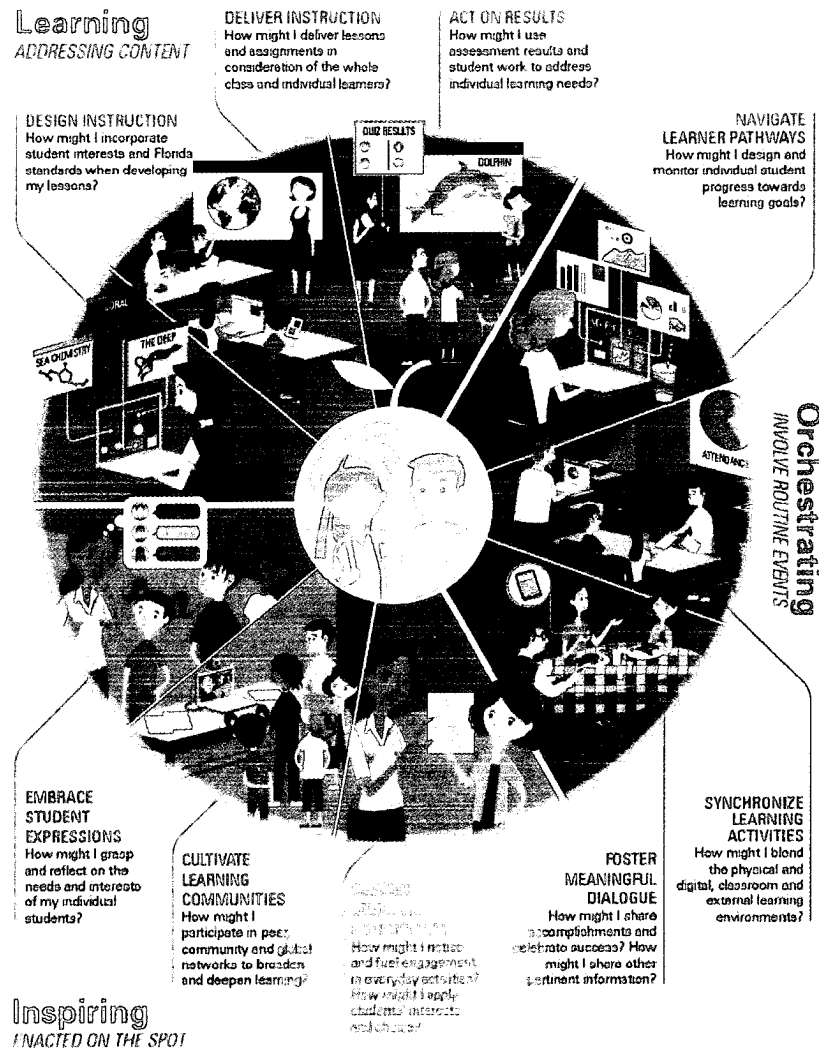 Learning
ADDRESSING CONTENT
DELIVER INSTRUCTION
How might I deliver lessons
and assignments in
consideration of the whole
class and individual learners?
ACT ON RESULTS
How might I use
assessment results and
student work to address
individual learning needs?
DESIGN INSTRUCTION
How might I incorporate
student interests and Florida
standards when developing
my lessons?
NAVIGATE
LEARNER PATHWAYS
How might I design and
monitor individual student
progress towards
learning goals?
QUIZ RESULTS
DOLPHIN
SEA CHEMISTRY
THE DEEP
ATTENDANCE
Orchestrating
INVOLVE ROUTINE EVENTS
EMBRACE
STUDENT
EXPRESSIONS
How might I grasp
and reflect on the
needs and interests
of my individual
students?
CULTIVATE
LEARNING
COMMUNITIES
How might I
participate in peer,
community and global
networks to broaden
and deepen learning?
How might I notice
and fuel engagement
in everyday activities?
How might I apply
students' interests
and choice?
FOSTER
MEANINGFUL
DIALOGUE
How might I share
accomplishments and
celebrate success? How
might I share other
pertinent information?
SYNCHRONIZE
LEARNING
ACTIVITIES
How might I blend
the physical and
digital, classroom and
external learning
environments?
Inspiring
ENACTED ON THE SPOT